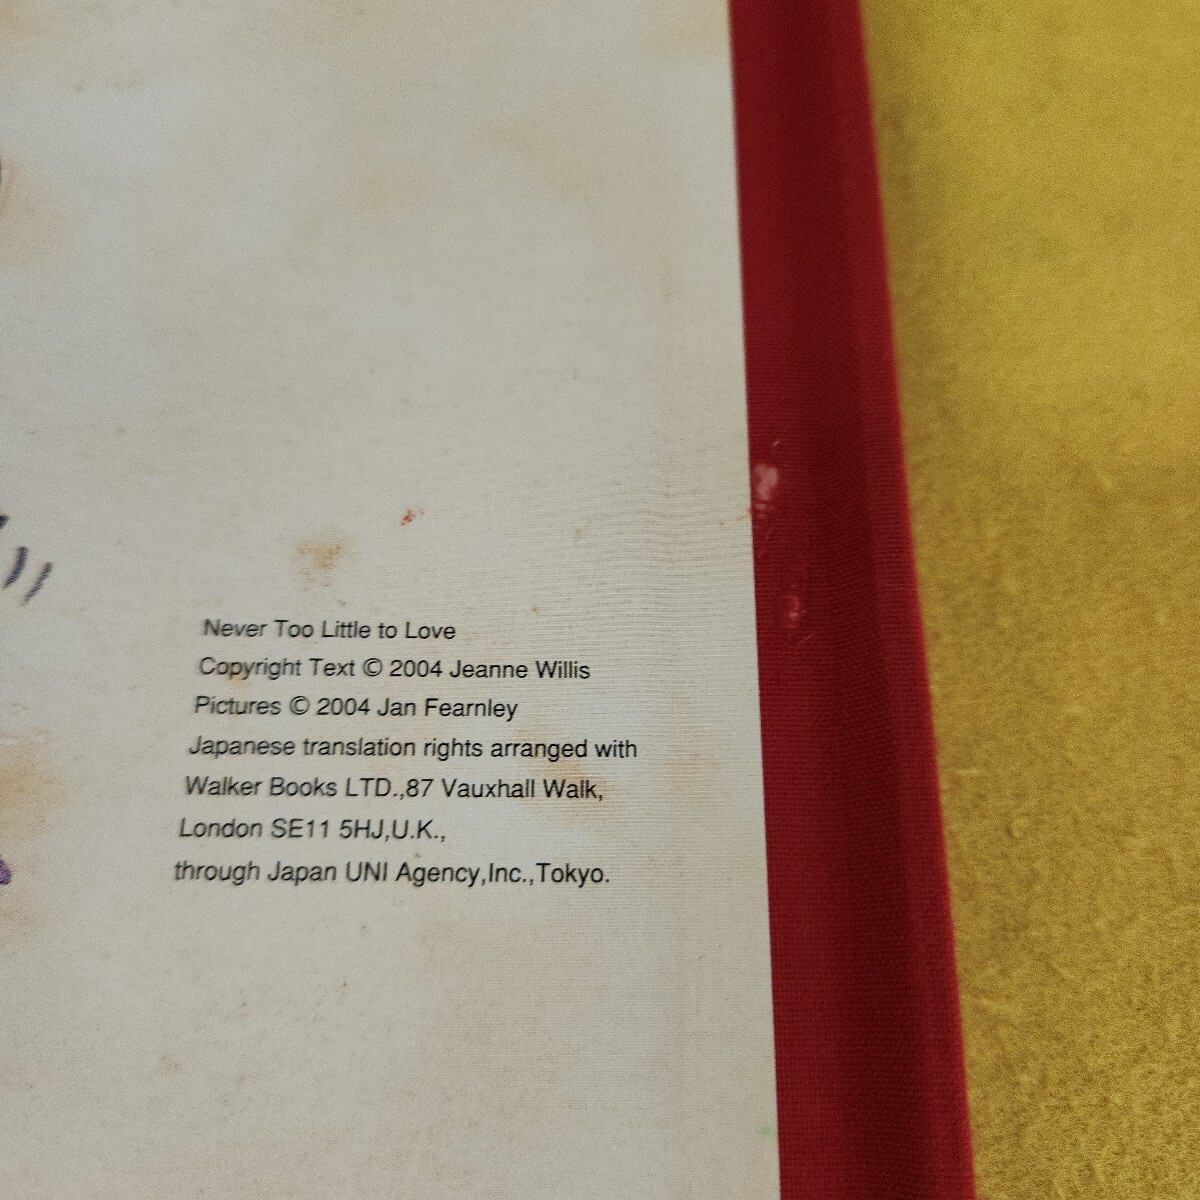 Never Too Little to Love
Copyright Text © 2004 Jeanne Willis
Pictures © 2004 Jan Fearnley
Japanese translation rights arranged with
Walker Books LTD.,87 Vauxhall Walk,
London SE11 5HJ,U.K.,
through Japan UNI Agency,Inc.,Tokyo.